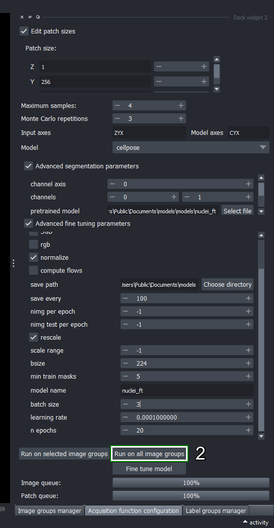 Dock widget 2
Edit patch sizes
Patch size:
Z 1
Y 256
Maximum samples: 4
Monte Carlo repetitions 3
Input axes ZYX Model axes CYX
Model cellpose
Advanced segmentation parameters
channel axis 0
channels 0 1
pretrained model s\Public\Documents\models\models\nudei_ft Select file
Advanced fine tuning parameters
rgb
normalize
compute flows
save path /sers\Public\Documents\models Choose directory
save every 100
nimg per epoch -1
nimg test per epoch -1
rescale
scale range -1
bsize 224
min train masks 5
model name nudei_ft
batch size 3
learning rate 0.0001000000
n epochs 20
Run on selected image groups Run on all image groups 2
Fine tune model
Image queue: 100%
Patch queue: 100%
Image groups manager Acquisition function configuration Label groups manager
activity